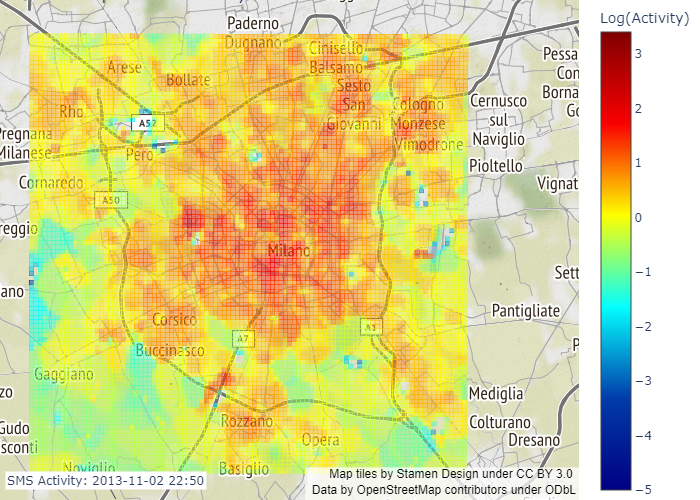 Paderno
Dugnano
Cinisello
Balsamo
Arese
Bollate
Sesto
San
Giovanni
Rho
Cologno
Monzese
Vimodrone
Pessa
Con
Borna
Go
Cernusco
sul
Naviglio
A52
Pregnana
Milanese
Pero
Pioltello
Cornaredo
Vignat
A50
reggio
Milano
Sett
ano
Pantigliate
Corsico
A1
A7
Buccinasco
P
Gaggiano
zo
Mediglia
Rozzano
Colturano
Gudo
Dresano
sconti
Opera
Noviglio
Basiglio
SMS Activity: 2013-11-02 22:50
Map tiles by Stamen Design under CC BY 3.0
Data by OpenStreetMap contributors under ODbL
Log(Activity)
3
2
1
0
−1
−2
−3
−4
−5